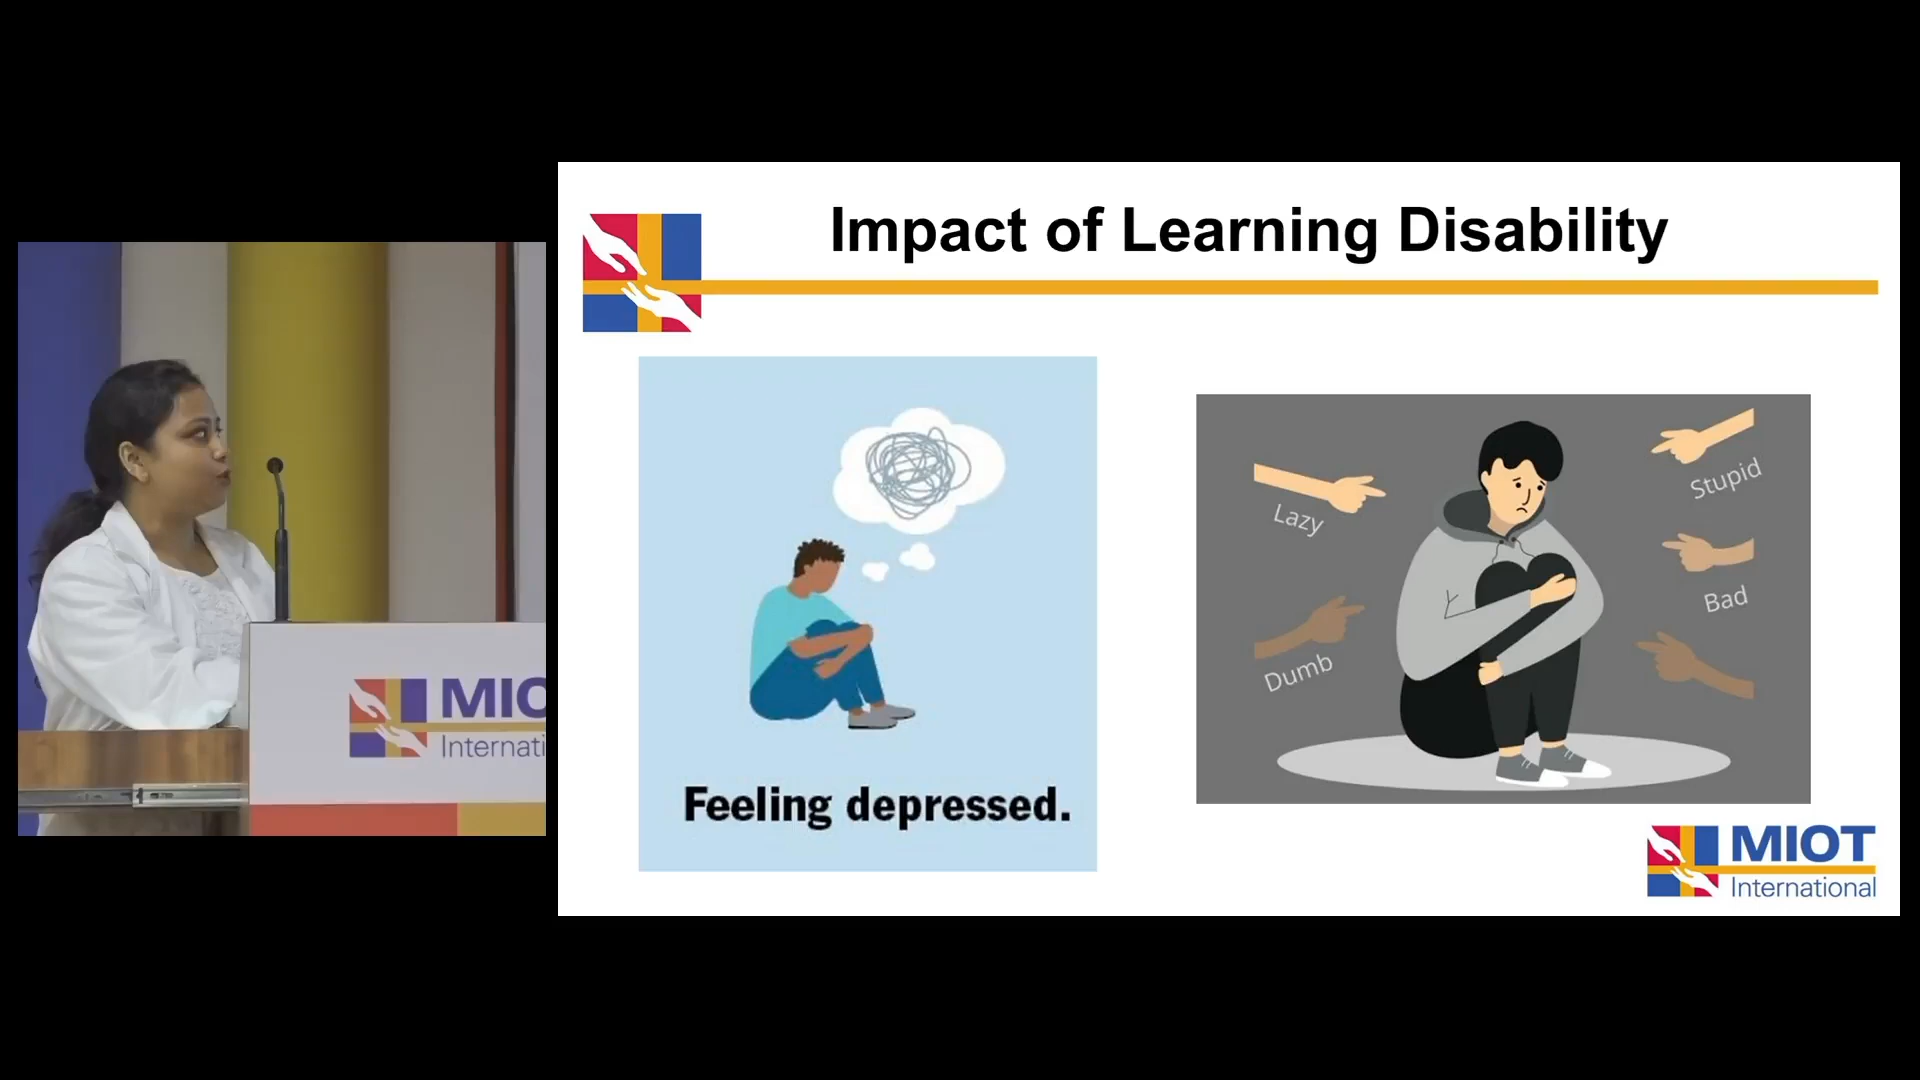 Impact of Learning Disability
Feeling depressed.
Lazy
Stupid
Bad
Dumb
MIOT
International
MIO
Internati